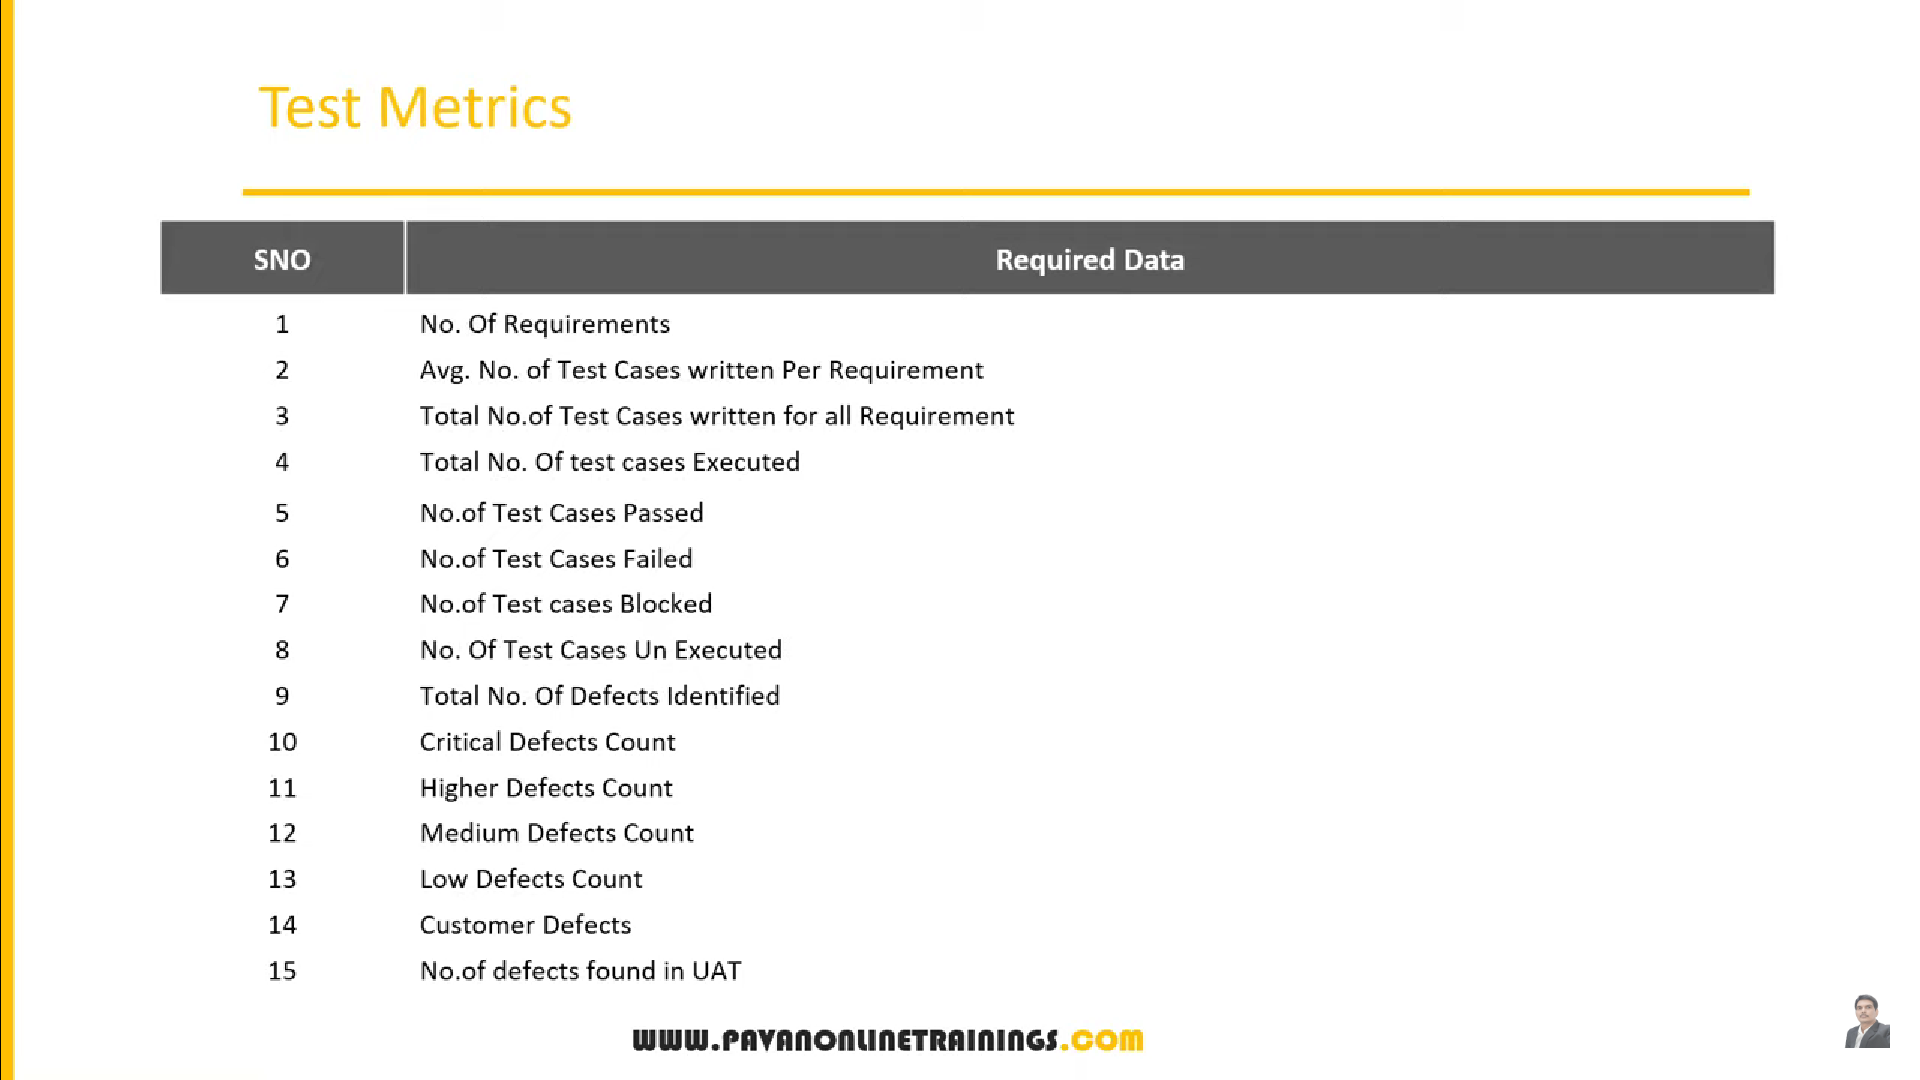 Test Metrics
SNO Required Data
1 No. Of Requirements
2 Avg. No. of Test Cases written Per Requirement
3 Total No.of Test Cases written for all Requirement
4 Total No. Of test cases Executed
5 No.of Test Cases Passed
6 No.of Test Cases Failed
7 No.of Test cases Blocked
8 No. Of Test Cases Un Executed
9 Total No. Of Defects Identified
10 Critical Defects Count
11 Higher Defects Count
12 Medium Defects Count
13 Low Defects Count
14 Customer Defects
15 No.of defects found in UAT
WWW.PAVANONLINETRAININGS.COM